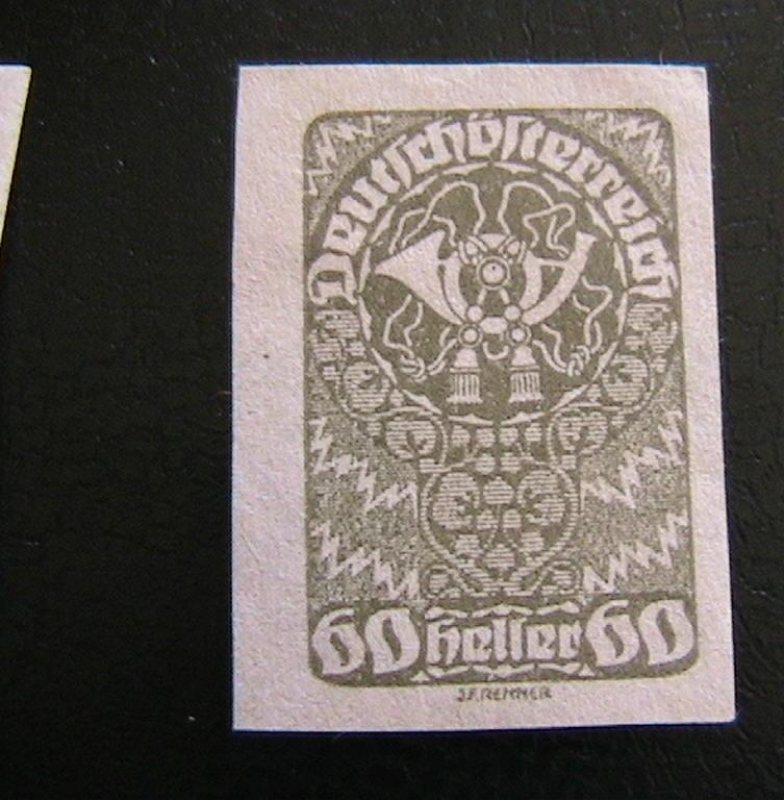 Deutschösterreich
60 heller 60
J.F.RENNER